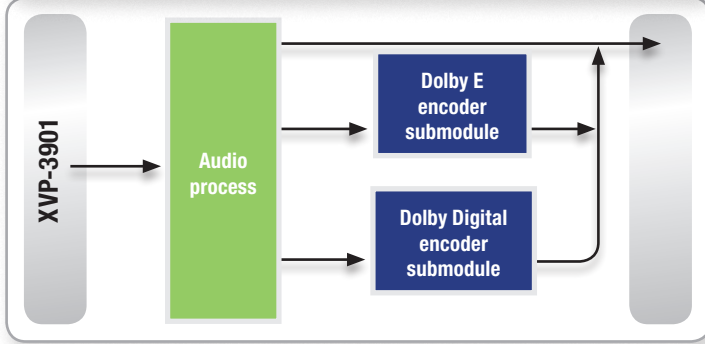 XVP-3901
Audio
process
Dolby E
encoder
submodule
Dolby Digital
encoder
submodule